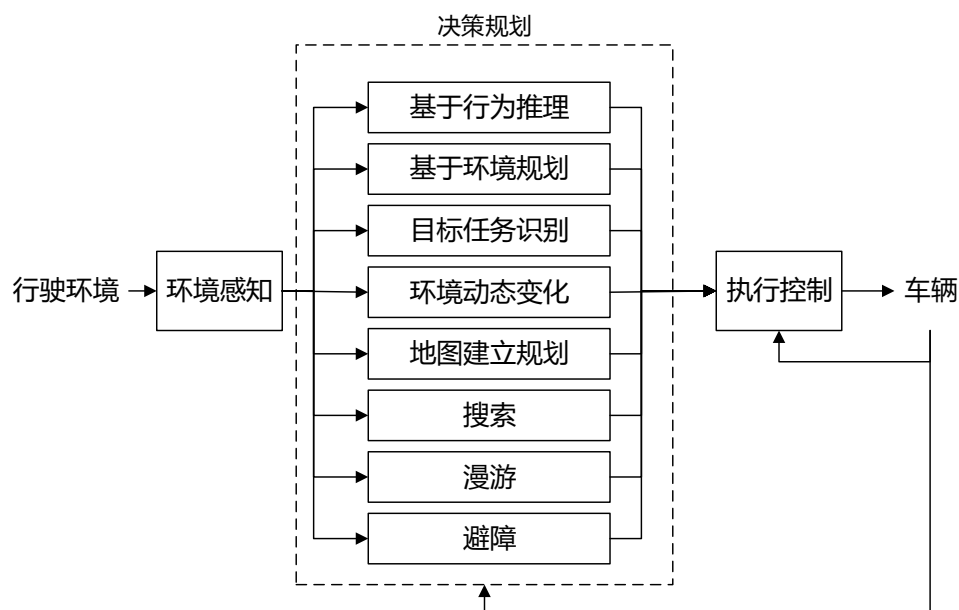 决策规划
基于行为推理
基于环境规划
目标任务识别
行驶环境
环境感知
环境动态变化
执行控制
车辆
地图建立规划
搜索
漫游
避障